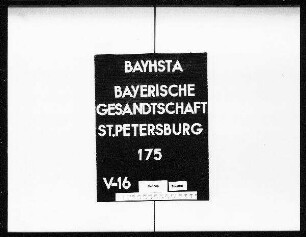 BAYHSTA
BAYERISCHE
GESANDTSCHAFT
ST.PETERSBURG
175
V-16